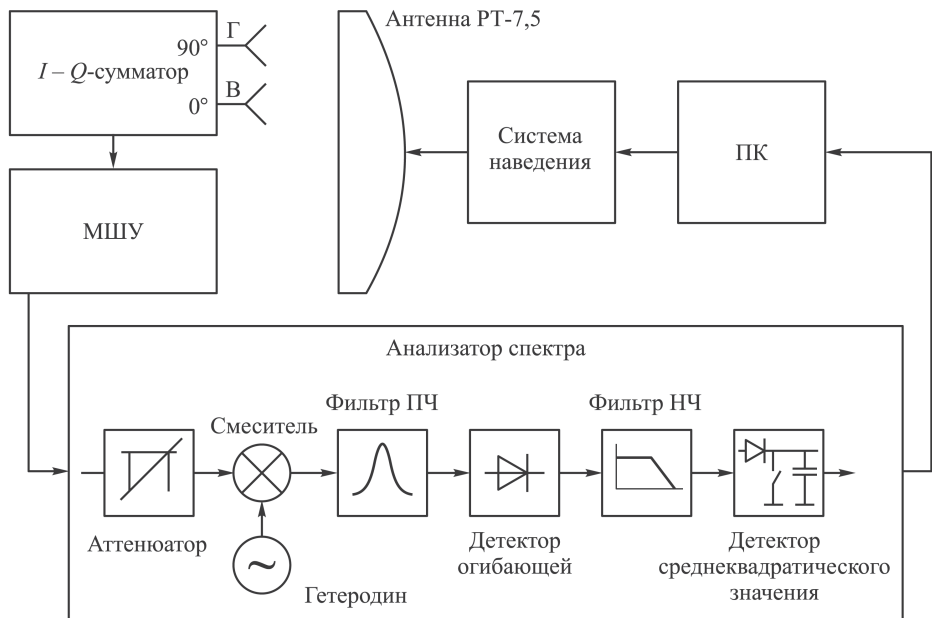 Антенна РТ-7,5
Г
90°
I – Q-сумматор
В
0°
Система
наведения
ПК
МШУ
Анализатор спектра
Фильтр ПЧ
Фильтр НЧ
Смеситель
Аттенюатор
~
Гетеродин
Детектор
огибающей
Детектор
среднеквадратического
значения